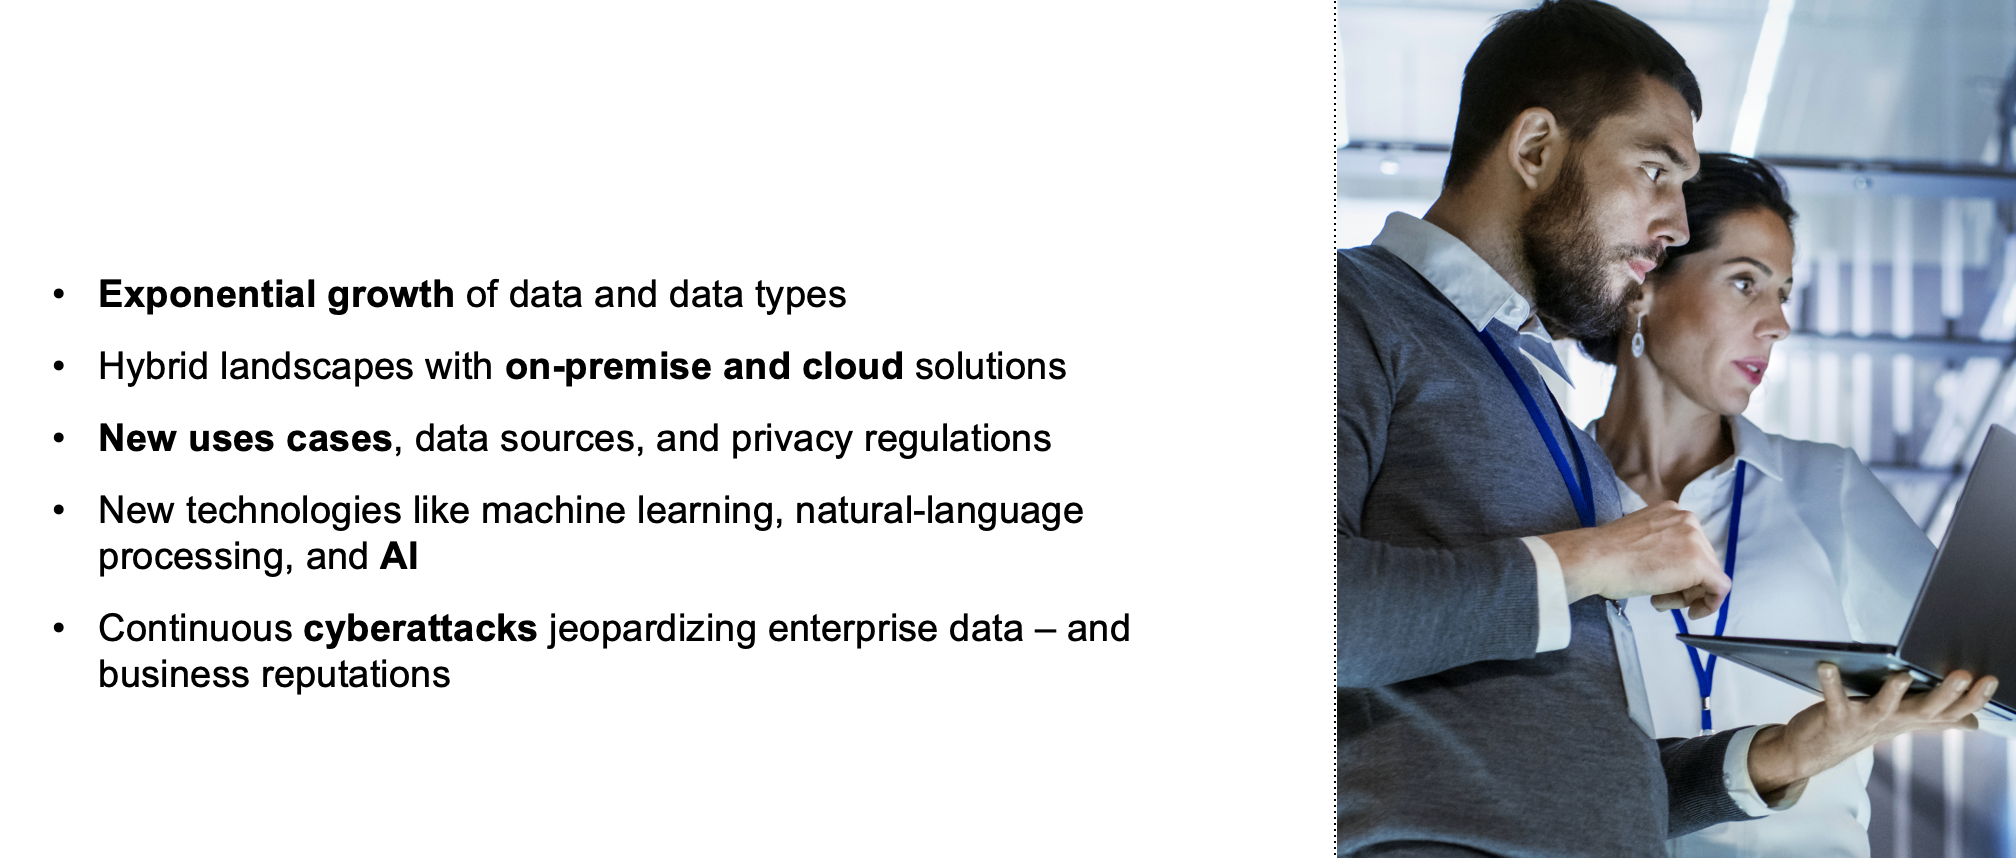 • Exponential growth of data and data types
• Hybrid landscapes with on-premise and cloud solutions
• New uses cases, data sources, and privacy regulations
• New technologies like machine learning, natural-language
processing, and AI
• Continuous cyberattacks jeopardizing enterprise data – and
business reputations